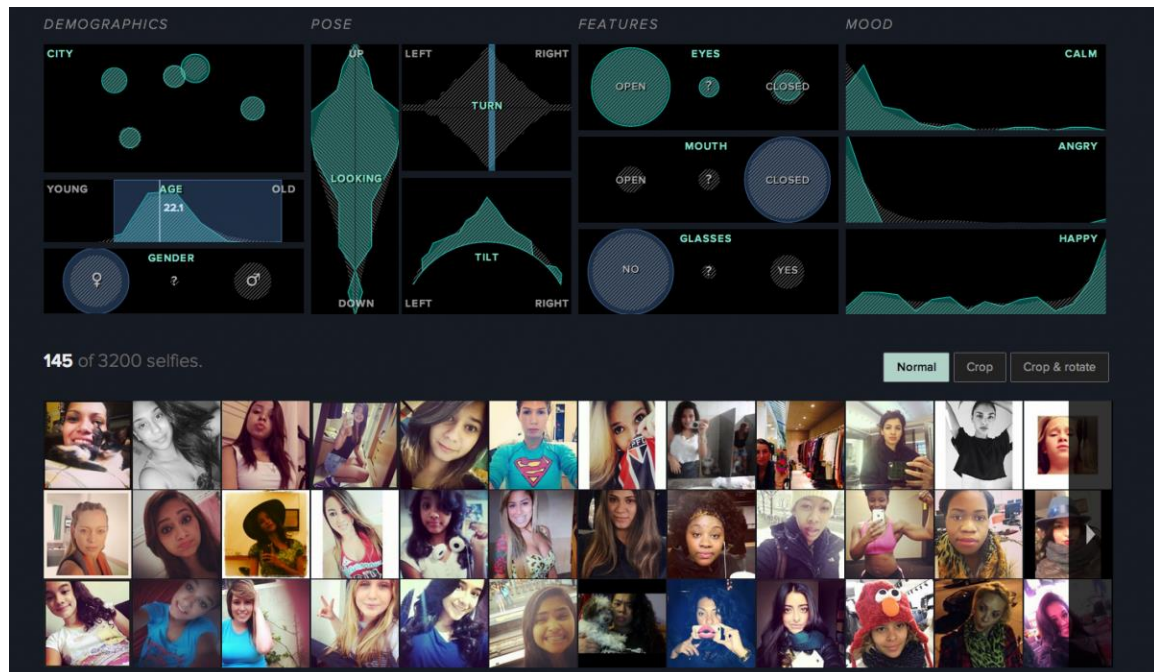 DEMOGRAPHICS
POSE
FEATURES
MOOD
CITY
YOUNG
AGE
OLD
22.1
GENDER
♀
?
♂
UP
LOOKING
DOWN
LEFT
RIGHT
TURN
TILT
LEFT
RIGHT
EYES
OPEN
?
CLOSED
MOUTH
OPEN
?
CLOSED
GLASSES
NO
?
YES
CALM
ANGRY
HAPPY
145 of 3200 selfies.
Normal
Crop
Crop & rotate